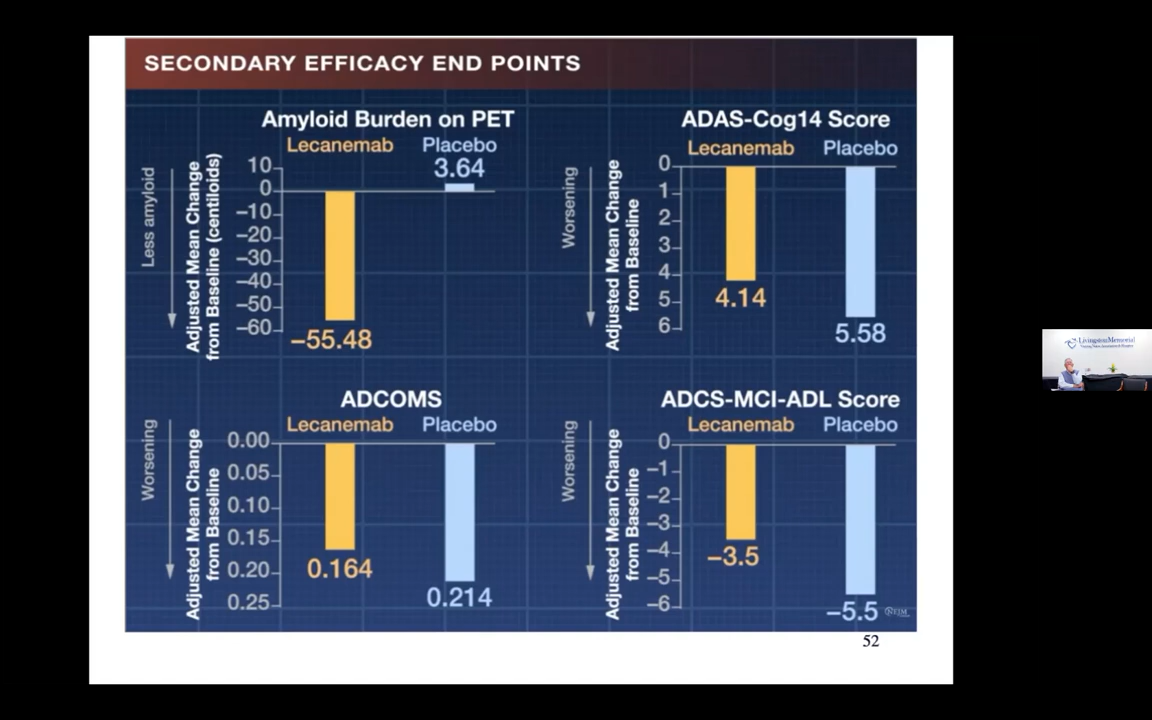 SECONDARY EFFICACY END POINTS
Amyloid Burden on PET
Lecanemab Placebo
Less amyloid
Adjusted Mean Change
from Baseline (centiloids)
10
0
−10
−20
−30
−40
−50
−60
3.64
−55.48
ADAS-Cog14 Score
Lecanemab Placebo
Worsening
Adjusted Mean Change
from Baseline
0
1
2
3
4
5
6
4.14
5.58
ADCOMS
Lecanemab Placebo
Worsening
Adjusted Mean Change
from Baseline
0.00
0.05
0.10
0.15
0.20
0.25
0.164
0.214
ADCS-MCI-ADL Score
Lecanemab Placebo
Worsening
Adjusted Mean Change
from Baseline
0
−1
−2
−3
−4
−5
−6
−3.5
−5.5
NEJM
52
LivingstonMemorial